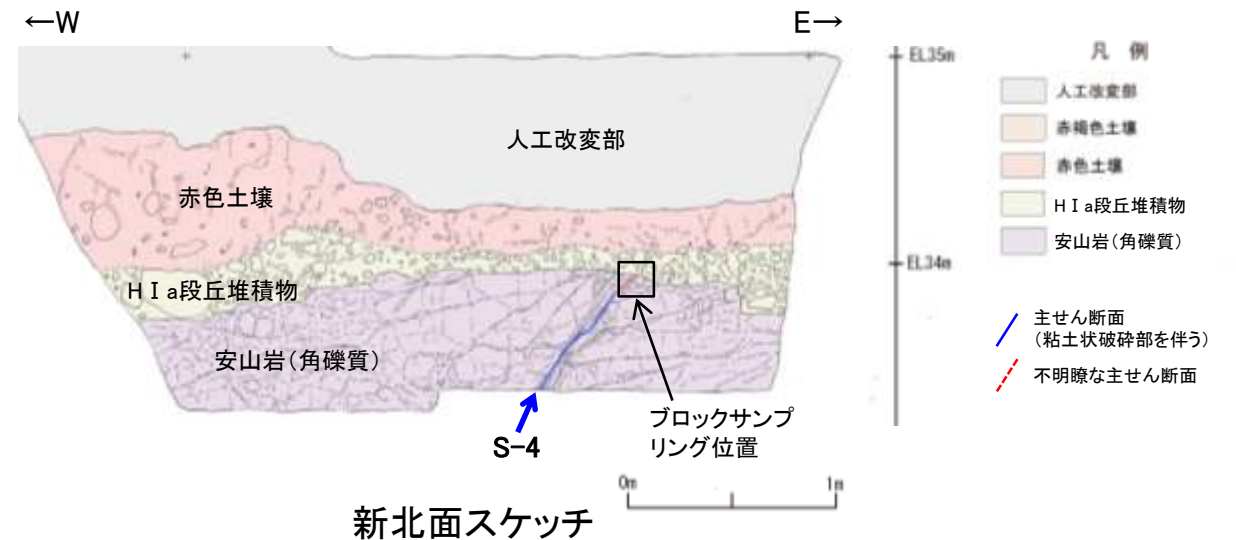 ←W
E→
EL35m
凡 例
人工改変部
赤褐色土壌
赤色土壌
HⅠa段丘堆積物
安山岩(角礫質)
人工改変部
赤色土壌
HⅠa段丘堆積物
安山岩(角礫質)
EL34m
主せん断面
(粘土状破砕部を伴う)
不明瞭な主せん断面
S-4
ブロックサンプ
リング位置
0m
1m
新北面スケッチ